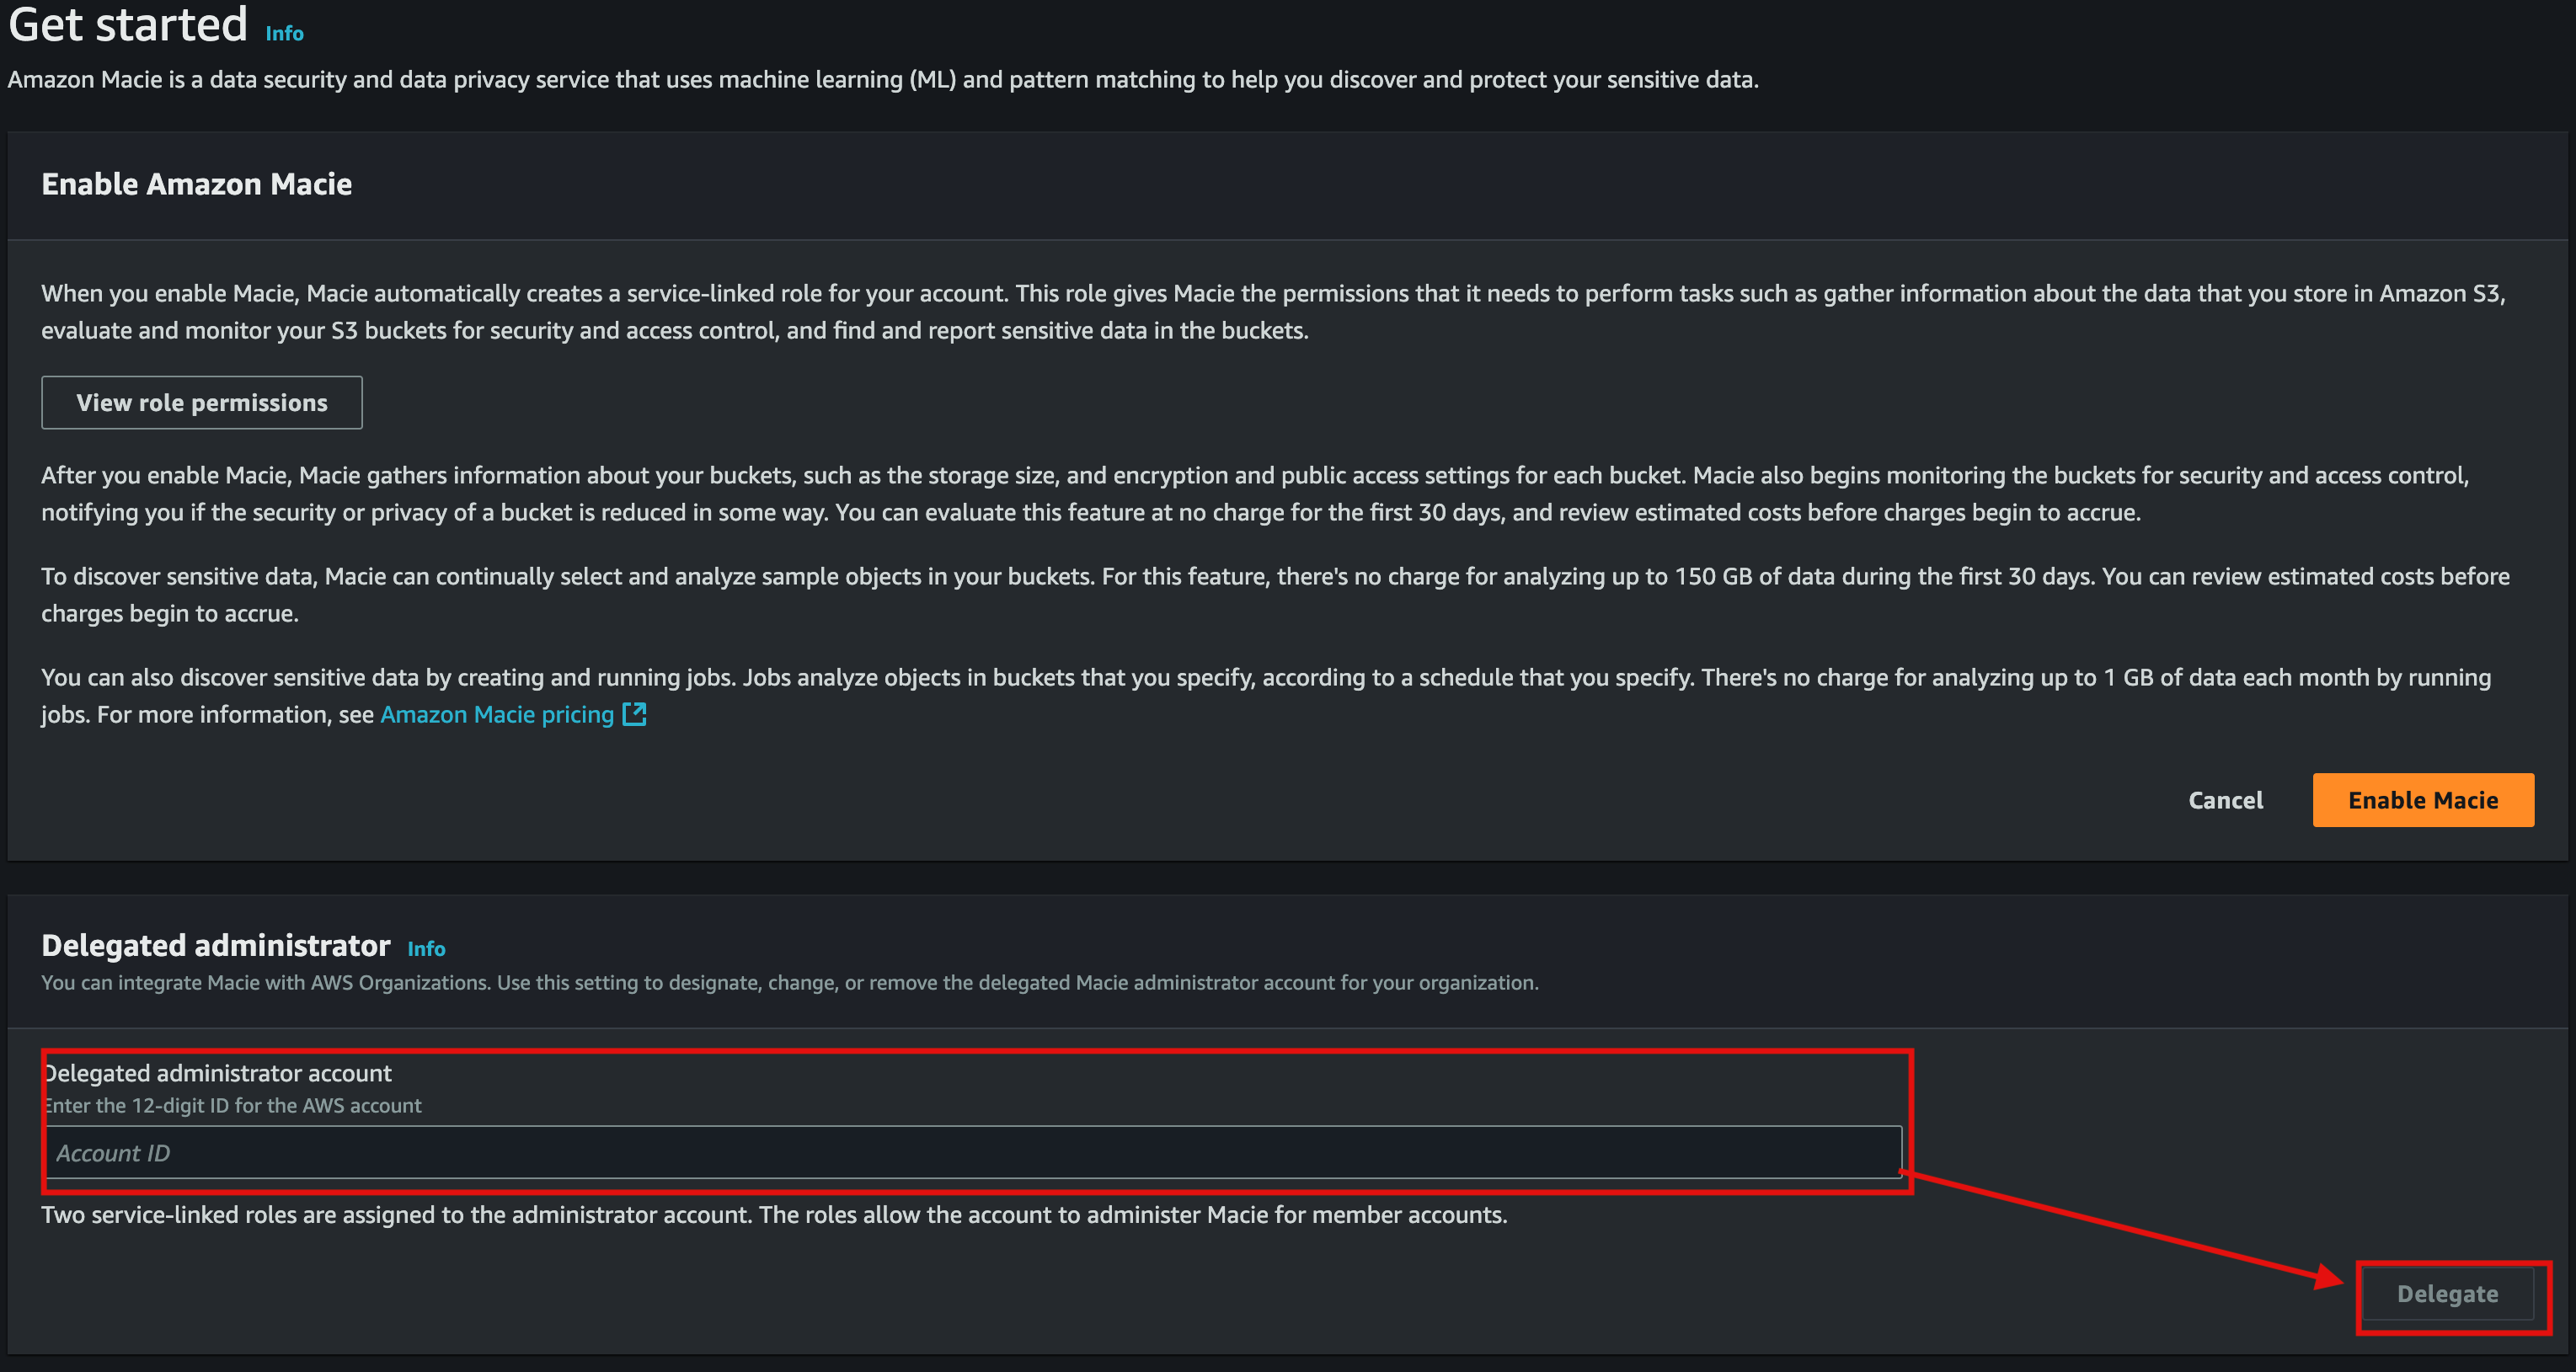 Get started Info
Amazon Macie is a data security and data privacy service that uses machine learning (ML) and pattern matching to help you discover and protect your sensitive data.
Enable Amazon Macie
When you enable Macie, Macie automatically creates a service-linked role for your account. This role gives Macie the permissions that it needs to perform tasks such as gather information about the data that you store in Amazon S3,
evaluate and monitor your S3 buckets for security and access control, and find and report sensitive data in the buckets.
View role permissions
After you enable Macie, Macie gathers information about your buckets, such as the storage size, and encryption and public access settings for each bucket. Macie also begins monitoring the buckets for security and access control,
notifying you if the security or privacy of a bucket is reduced in some way. You can evaluate this feature at no charge for the first 30 days, and review estimated costs before charges begin to accrue.
To discover sensitive data, Macie can continually select and analyze sample objects in your buckets. For this feature, there's no charge for analyzing up to 150 GB of data during the first 30 days. You can review estimated costs before
charges begin to accrue.
You can also discover sensitive data by creating and running jobs. Jobs analyze objects in buckets that you specify, according to a schedule that you specify. There's no charge for analyzing up to 1 GB of data each month by running
jobs. For more information, see Amazon Macie pricing
Cancel Enable Macie
Delegated administrator Info
You can integrate Macie with AWS Organizations. Use this setting to designate, change, or remove the delegated Macie administrator account for your organization.
Delegated administrator account
Enter the 12-digit ID for the AWS account
Account ID
Two service-linked roles are assigned to the administrator account. The roles allow the account to administer Macie for member accounts.
Delegate